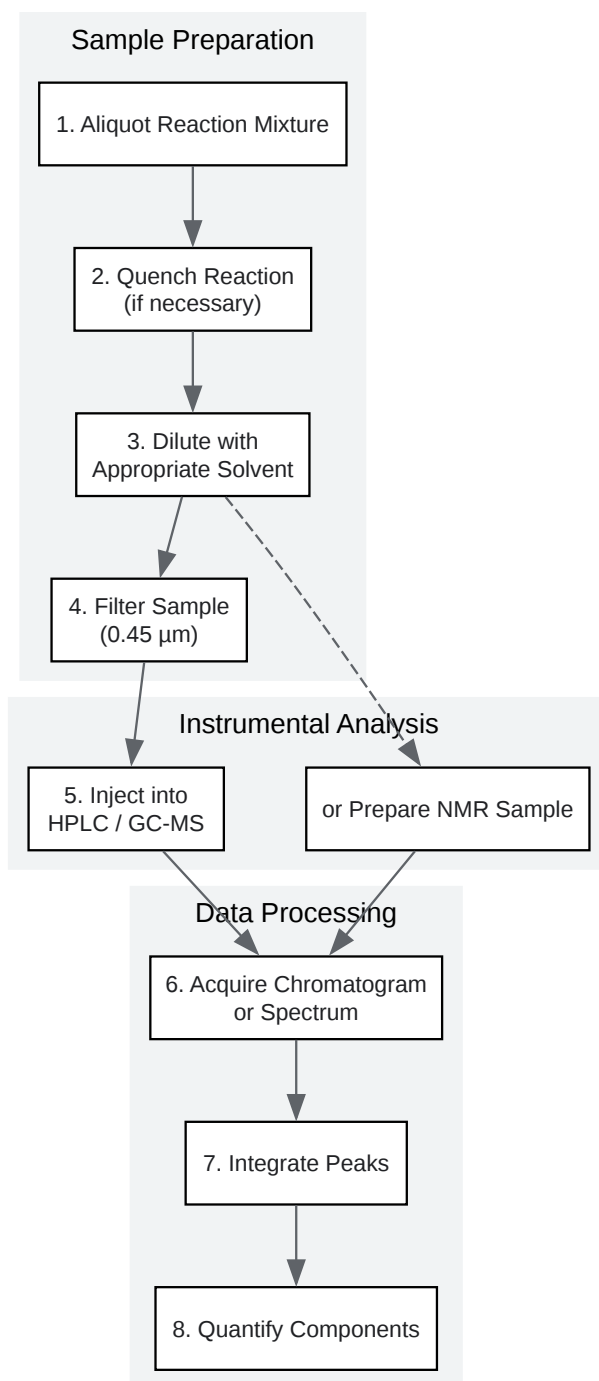 Sample Preparation
1. Aliquot Reaction Mixture
2. Quench Reaction
(if necessary)
3. Dilute with
Appropriate Solvent
4. Filter Sample
(0.45 µm)
Instrumental Analysis
5. Inject into
HPLC / GC-MS
or Prepare NMR Sample
Data Processing
6. Acquire Chromatogram
or Spectrum
7. Integrate Peaks
8. Quantify Components